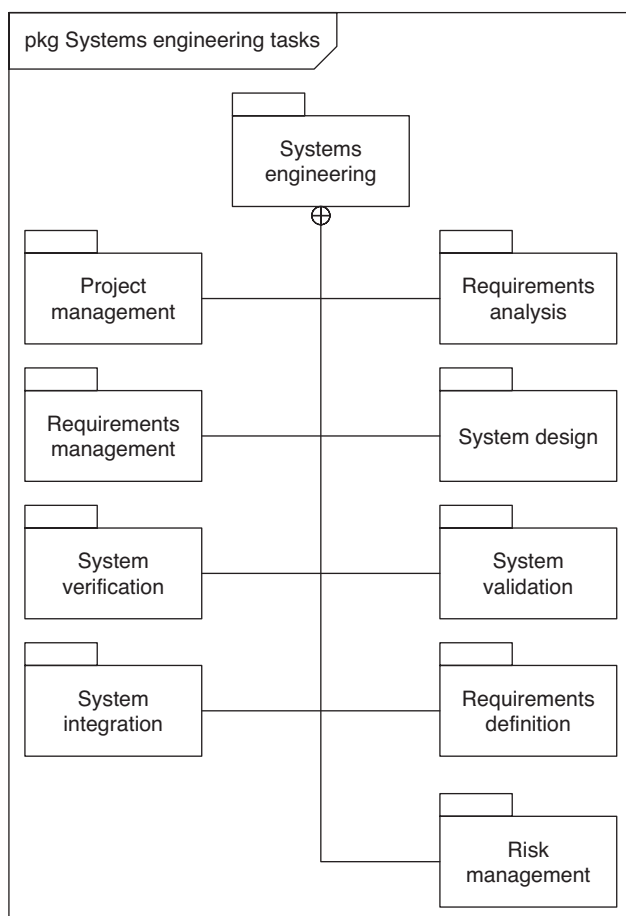 pkg Systems engineering tasks
Systems
engineering
Project
management
Requirements
analysis
Requirements
management
System design
System
verification
System
validation
System
integration
Requirements
definition
Risk
management